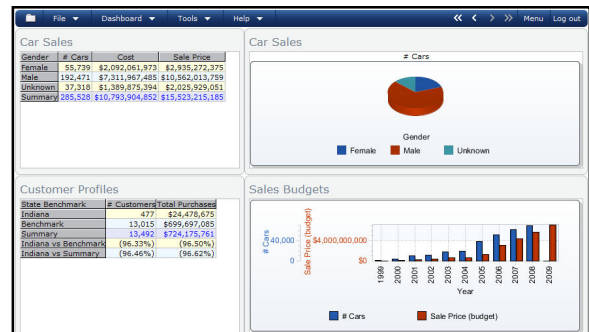 File Dashboard Tools Help << < > >> Menu Log out
Car Sales
Gender # Cars Cost Sale Price
Female 55,739 $2,092,061,973 $2,935,272,375
Male 192,471 $7,311,967,485 $10,562,013,759
Unknown 37,318 $1,389,875,394 $2,025,929,051
Summary 285,528 $10,793,904,852 $15,523,215,185
Car Sales
# Cars
Gender
Female Male Unknown
Customer Profiles
State Benchmark # Customers Total Purchases
Indiana 477 $24,478,675
Benchmark 13,015 $699,697,085
Summary 13,492 $724,175,761
Indiana vs Benchmark (96.33%) (96.50%)
Indiana vs Summary (96.46%) (96.62%)
Sales Budgets
# Cars
Sale Price (budget)
40,000 $4,000,000,000
0 $0
1999 2000 2001 2002 2003 2004 2005 2006 2007 2008 2009
Year
# Cars Sale Price (budget)